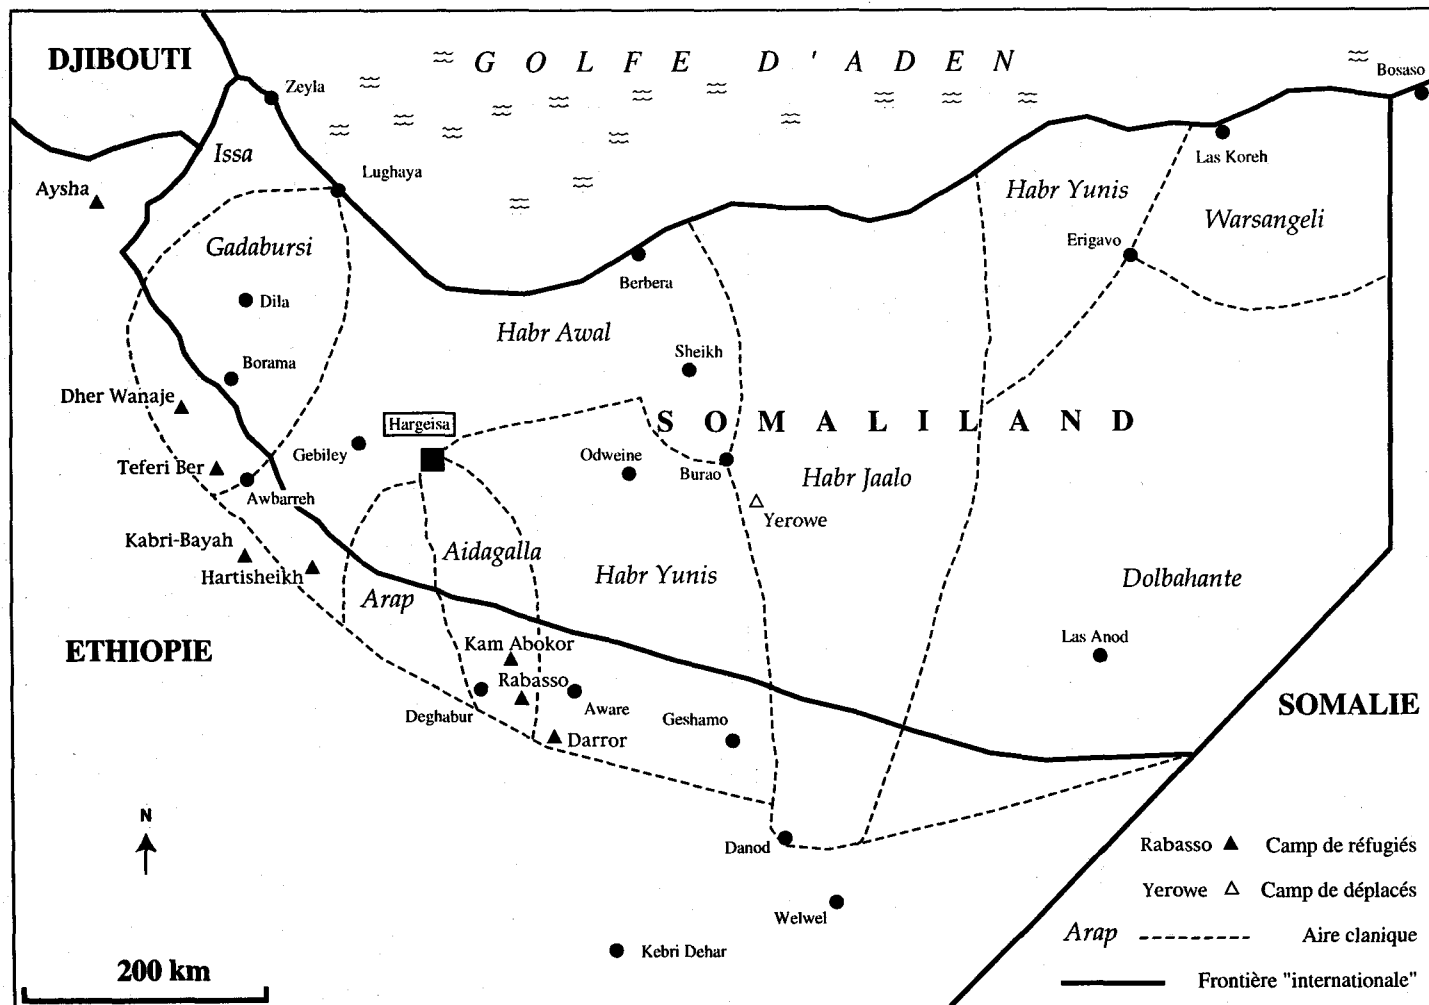 DJIBOUTI
GOLFE D'ADEN
Bosaso
Zeyla
Issa
Las Koreh
Lughaya
Aysha
Habr Yunis
Warsangeli
Gadabursi
Erigavo
Berbera
Dila
Habr Awal
Sheikh
Borama
Dher Wanaje
Hargeisa
SOMALILAND
Gebiley
Odweine
Burao
Teferi Ber
Habr Jaalo
Awbarreh
Yerowe
Kabri-Bayah
Aidagalla
Hartisheikh
Habr Yunis
Dolbahante
Arap
Las Anod
ETHIOPIE
Kam Abokor
Rabasso
SOMALIE
Deghabur
Aware
Geshamo
Darror
N
Danod
Rabasso Camp de réfugiés
Yerowe Camp de déplacés
Welwel
Arap Aire clanique
Kebri Dehar
200 km
Frontière "internationale"